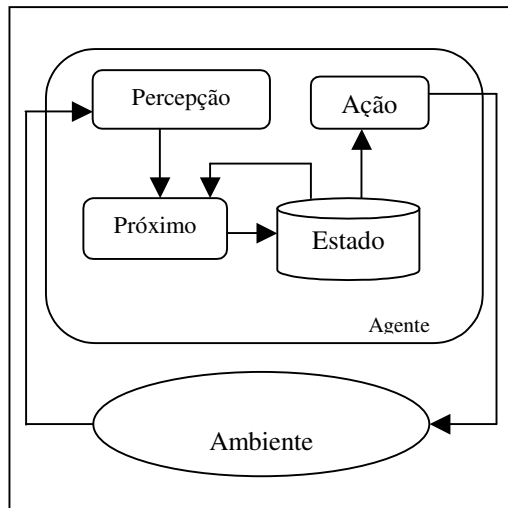 Percepção
Ação
Próximo
Estado
Agente
Ambiente